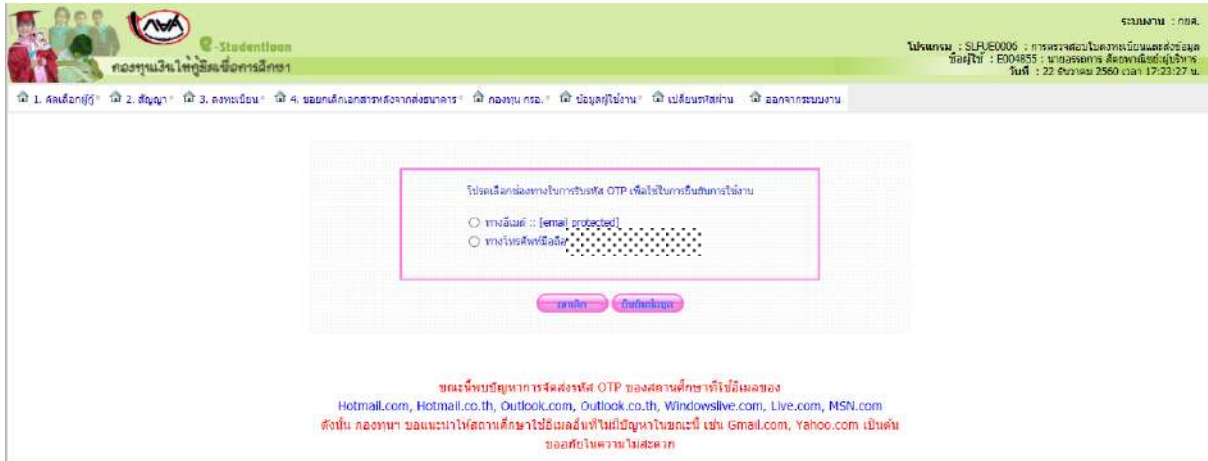 กยศ
e-Studentloan
กองทุนเงินให้กู้ยืมเพื่อการศึกษา
ระบบงาน : กยศ.
โปรแกรม : SLFUE0006 : การตรวจสอบใบลงทะเบียนและส่งข้อมูล
ชื่อผู้ใช้ : E004855 : นายอรรถการ สัตยพาณิชย์:ผู้บริหาร
วันที่ : 22 ธันวาคม 2560 เวลา 17:23:27 น.
1. คัดเลือกผู้กู้ 2. สัญญา 3. ลงทะเบียน 4. ขอยกเลิกเอกสารหลังจากส่งธนาคาร กองทุน กรอ. ข้อมูลผู้ใช้งาน เปลี่ยนรหัสผ่าน ออกจากระบบงาน
โปรดเลือกช่องทางในการรับรหัส OTP เพื่อใช้ในการยืนยันการใช้งาน
ทางอีเมล์ :: [email protected]
ทางโทรศัพท์มือถือ
ยกเลิก ยืนยันข้อมูล
ขณะนี้พบปัญหาการจัดส่งรหัส OTP ของสถานศึกษาที่ใช้อีเมลของ
Hotmail.com, Hotmail.co.th, Outlook.com, Outlook.co.th, Windowslive.com, Live.com, MSN.com
ดังนั้น กองทุนฯ ขอแนะนำให้สถานศึกษาใช้อีเมลอื่นที่ไม่มีปัญหาในขณะนี้ เช่น Gmail.com, Yahoo.com เป็นต้น
ขออภัยในความไม่สะดวก